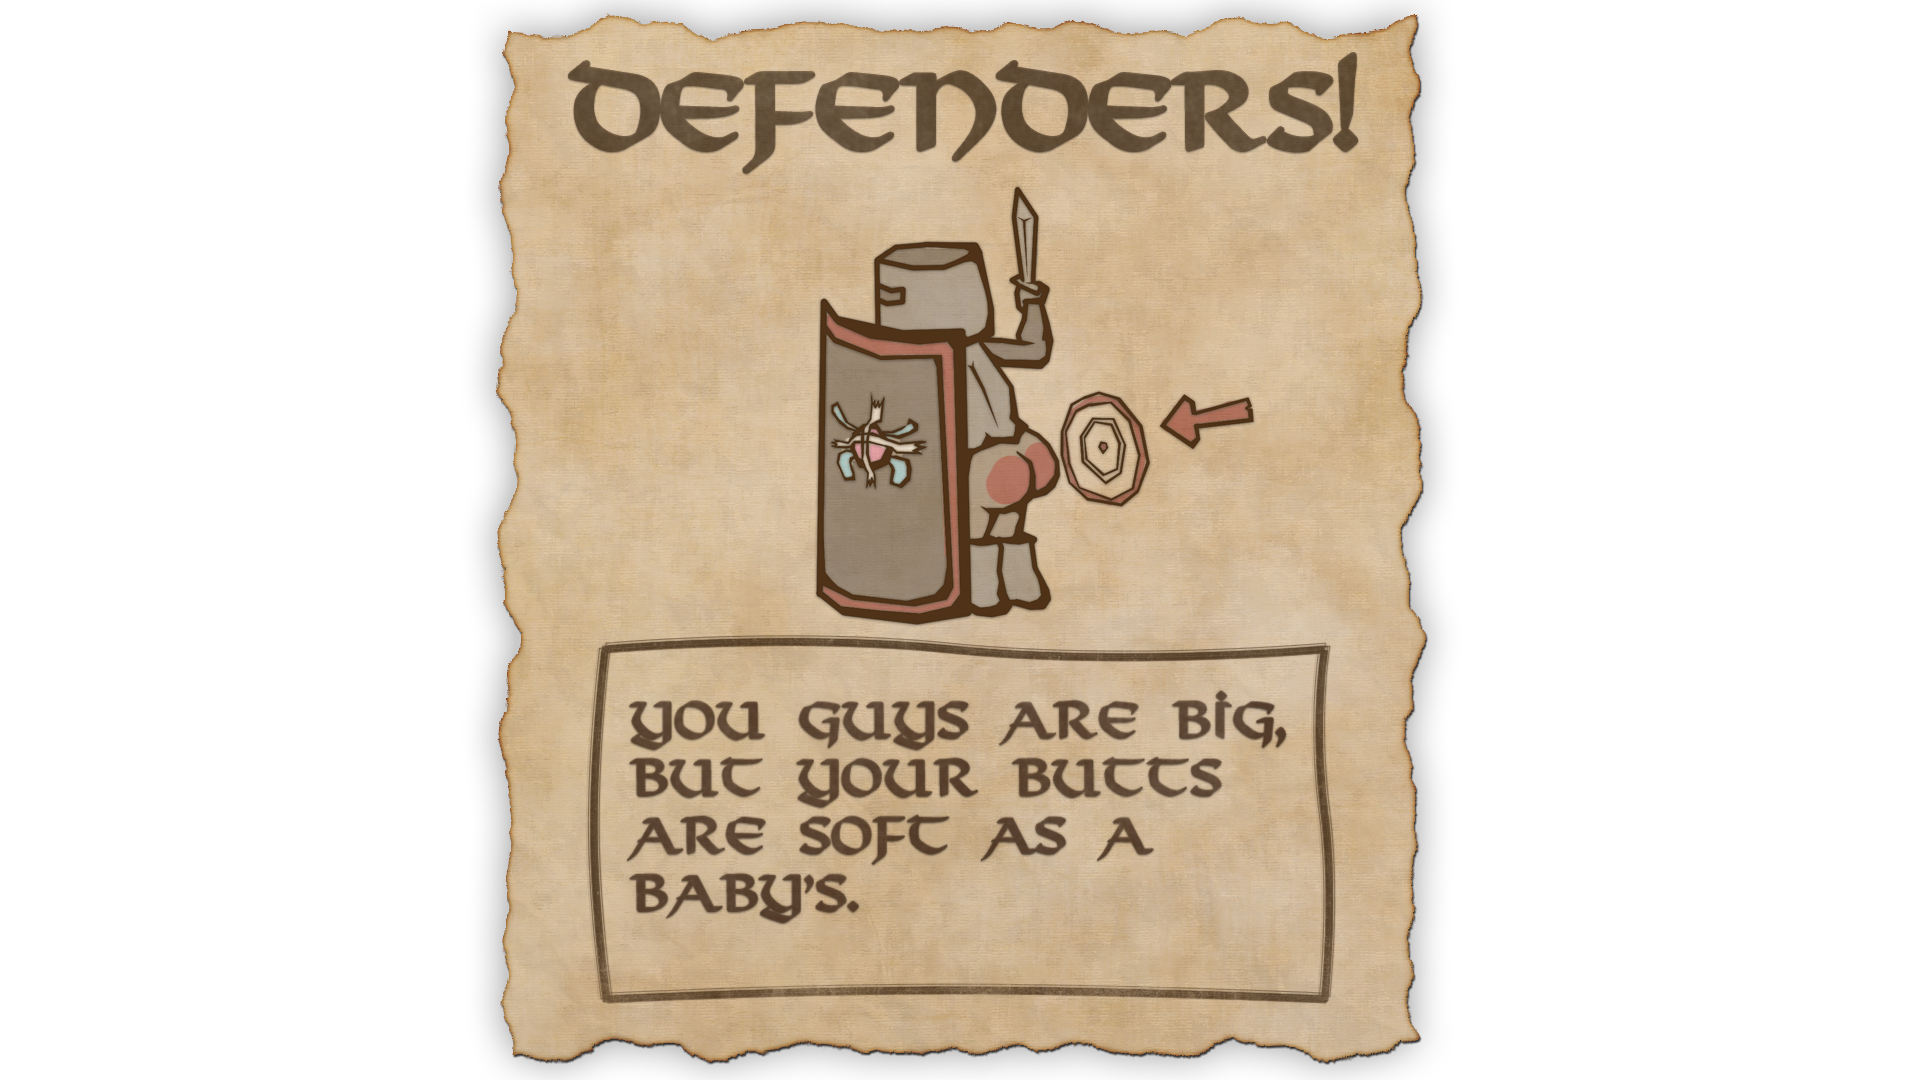 DEFENDERS!
YOU GUYS ARE BIG,
BUT YOUR BUTTS
ARE SOFT AS A
BABY'S.